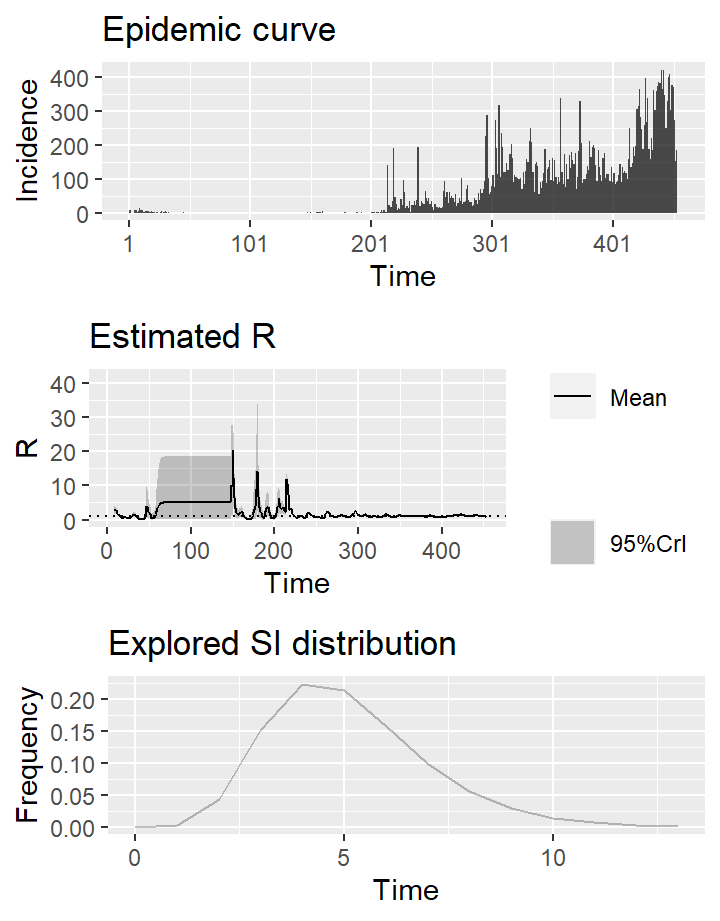 Epidemic curve
Incidence
400
300
200
100
0
1 101 201 301 401
Time
Estimated R
R
40
30
20
10
0
0 100 200 300 400
Time
Mean
95%CrI
Explored SI distribution
Frequency
0.20
0.15
0.10
0.05
0.00
0 5 10
Time